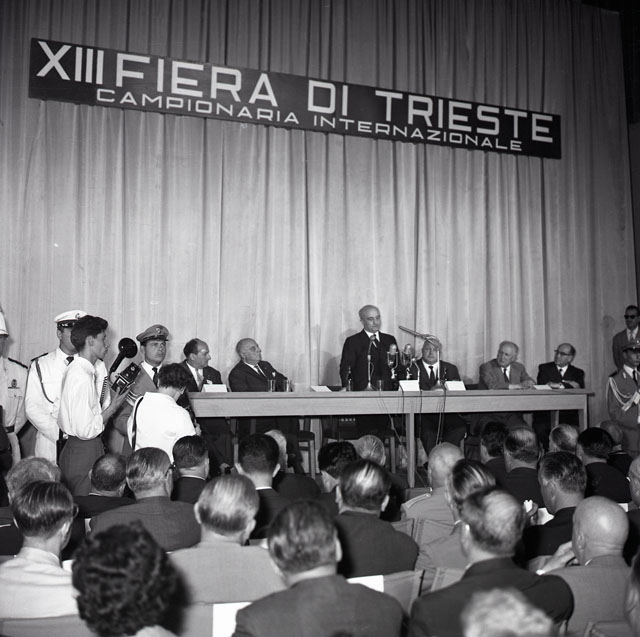 XIII FIERA DI TRIESTE
CAMPIONARIA INTERNAZIONALE